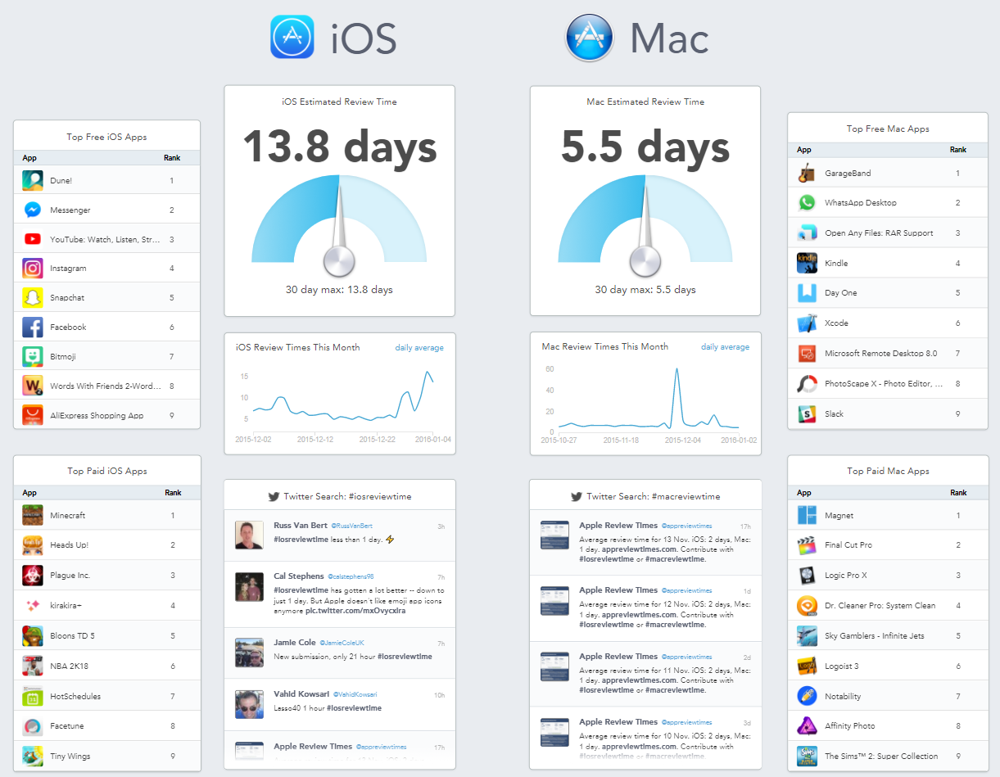 iOS
Mac
Top Free iOS Apps
App Rank
Dune! 1
Messenger 2
YouTube: Watch, Listen, Str... 3
Instagram 4
Snapchat 5
Facebook 6
Bitmoji 7
Words With Friends 2-Word... 8
AliExpress Shopping App 9
Top Paid iOS Apps
App Rank
Minecraft 1
Heads Up! 2
Plague Inc. 3
kirakira+ 4
Bloons TD 5 5
NBA 2K18 6
HotSchedules 7
Facetune 8
Tiny Wings 9
iOS Estimated Review Time
13.8 days
30 day max: 13.8 days
iOS Review Times This Month daily average
15
10
5
2015-12-02 2015-12-12 2015-12-22 2016-01-04
Twitter Search: #iosreviewtime
Russ Van Bert @RussVanBert 3h
#iosreviewtime less than 1 day. ⚡
Cal Stephens @calstephens98 7h
#iosreviewtime has gotten a lot better -- down to
just 1 day. But Apple doesn't like emoji app icons
anymore pic.twitter.com/mxOvycxIra
Jamie Cole @JamieColeUK 7h
New submission, only 21 hour #iosreviewtime
Vahid Kowsari @VahidKowsari 10h
Lasso40 1 hour #iosreviewtime
Apple Review Times @appreviewtimes 17h
Mac Estimated Review Time
5.5 days
30 day max: 5.5 days
Mac Review Times This Month daily average
60
40
20
0
2015-10-27 2015-11-18 2015-12-04 2016-01-02
Twitter Search: #macreviewtime
Apple Review Times @appreviewtimes 17h
Average review time for 13 Nov. iOS: 2 days, Mac:
1 day. appreviewtimes.com. Contribute with
#iosreviewtime or #macreviewtime.
Apple Review Times @appreviewtimes 1d
Average review time for 12 Nov. iOS: 2 days, Mac:
1 day. appreviewtimes.com. Contribute with
#iosreviewtime or #macreviewtime.
Apple Review Times @appreviewtimes 2d
Average review time for 11 Nov. iOS: 2 days, Mac:
1 day. appreviewtimes.com. Contribute with
#iosreviewtime or #macreviewtime.
Apple Review Times @appreviewtimes 3d
Average review time for 10 Nov. iOS: 2 days, Mac:
1 day. appreviewtimes.com. Contribute with
#iosreviewtime or #macreviewtime.
Top Free Mac Apps
App Rank
GarageBand 1
WhatsApp Desktop 2
Open Any Files: RAR Support 3
Kindle 4
Day One 5
Xcode 6
Microsoft Remote Desktop 8.0 7
PhotoScape X - Photo Editor, ... 8
Slack 9
Top Paid Mac Apps
App Rank
Magnet 1
Final Cut Pro 2
Logic Pro X 3
Dr. Cleaner Pro: System Clean 4
Sky Gamblers - Infinite Jets 5
Logoist 3 6
Notability 7
Affinity Photo 8
The Sims™ 2: Super Collection 9